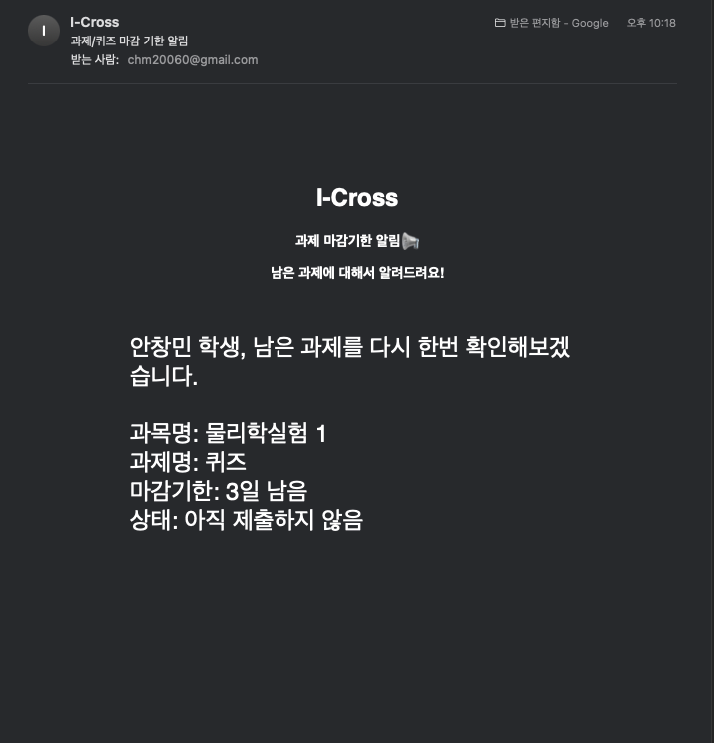 I
I-Cross
받은 편지함 - Google 오후 10:18
과제/퀴즈 마감 기한 알림
받는 사람: chm20060@gmail.com
I-Cross
과제 마감기한 알림
남은 과제에 대해서 알려드려요!
안창민 학생, 남은 과제를 다시 한번 확인해보겠
습니다.
과목명: 물리학실험 1
과제명: 퀴즈
마감기한: 3일 남음
상태: 아직 제출하지 않음